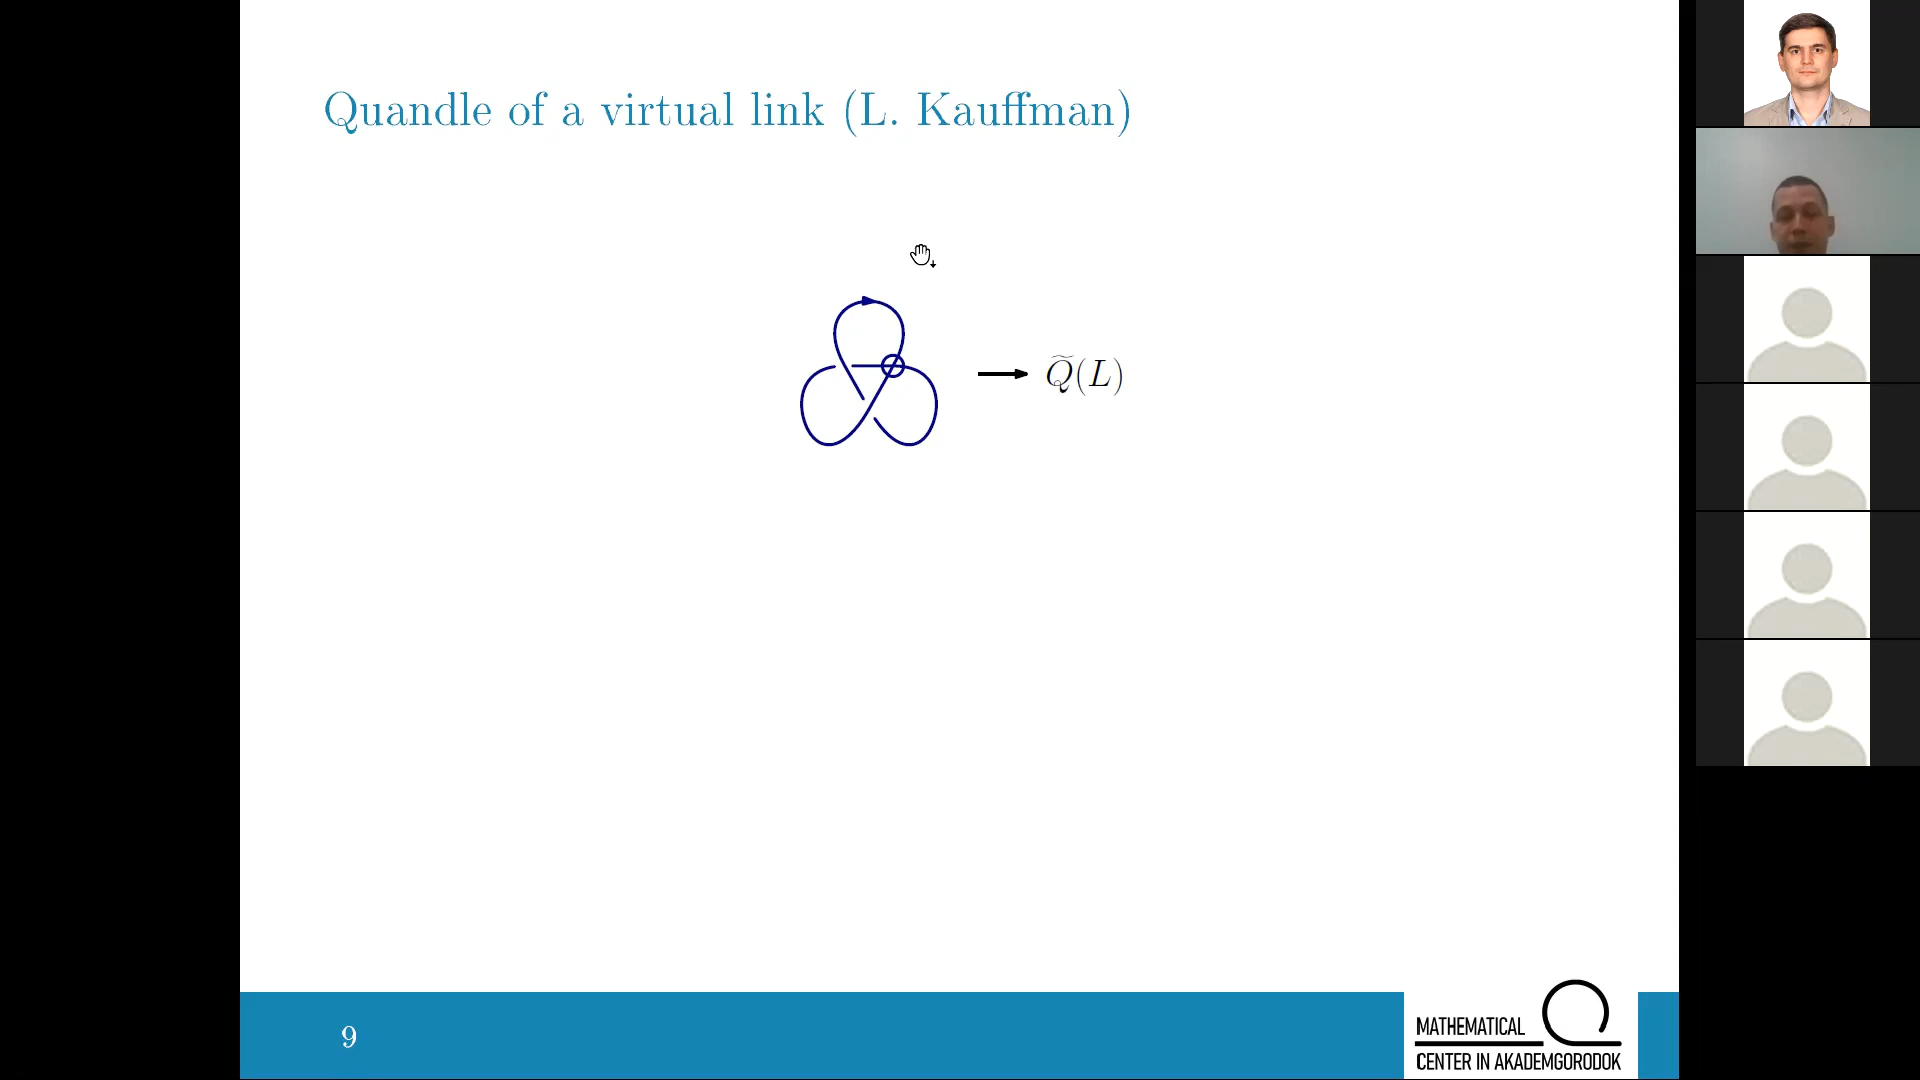 Quandle of a virtual link (L. Kauffman)
Q̃(L)
9
MATHEMATICAL
CENTER IN AKADEMGORODOK